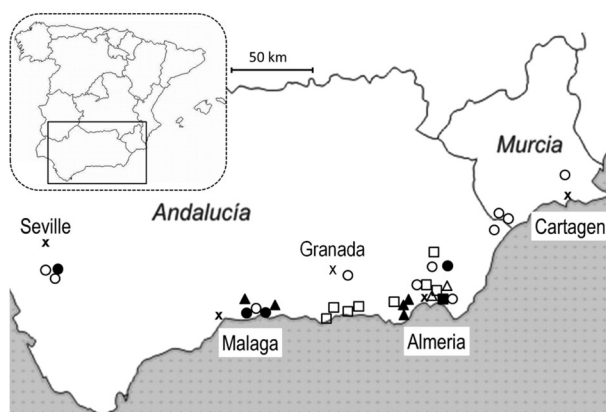 50 km
Murcia
Andalucía
Seville
x
Granada
x
x
Cartagen
x
x
Malaga
Almeria